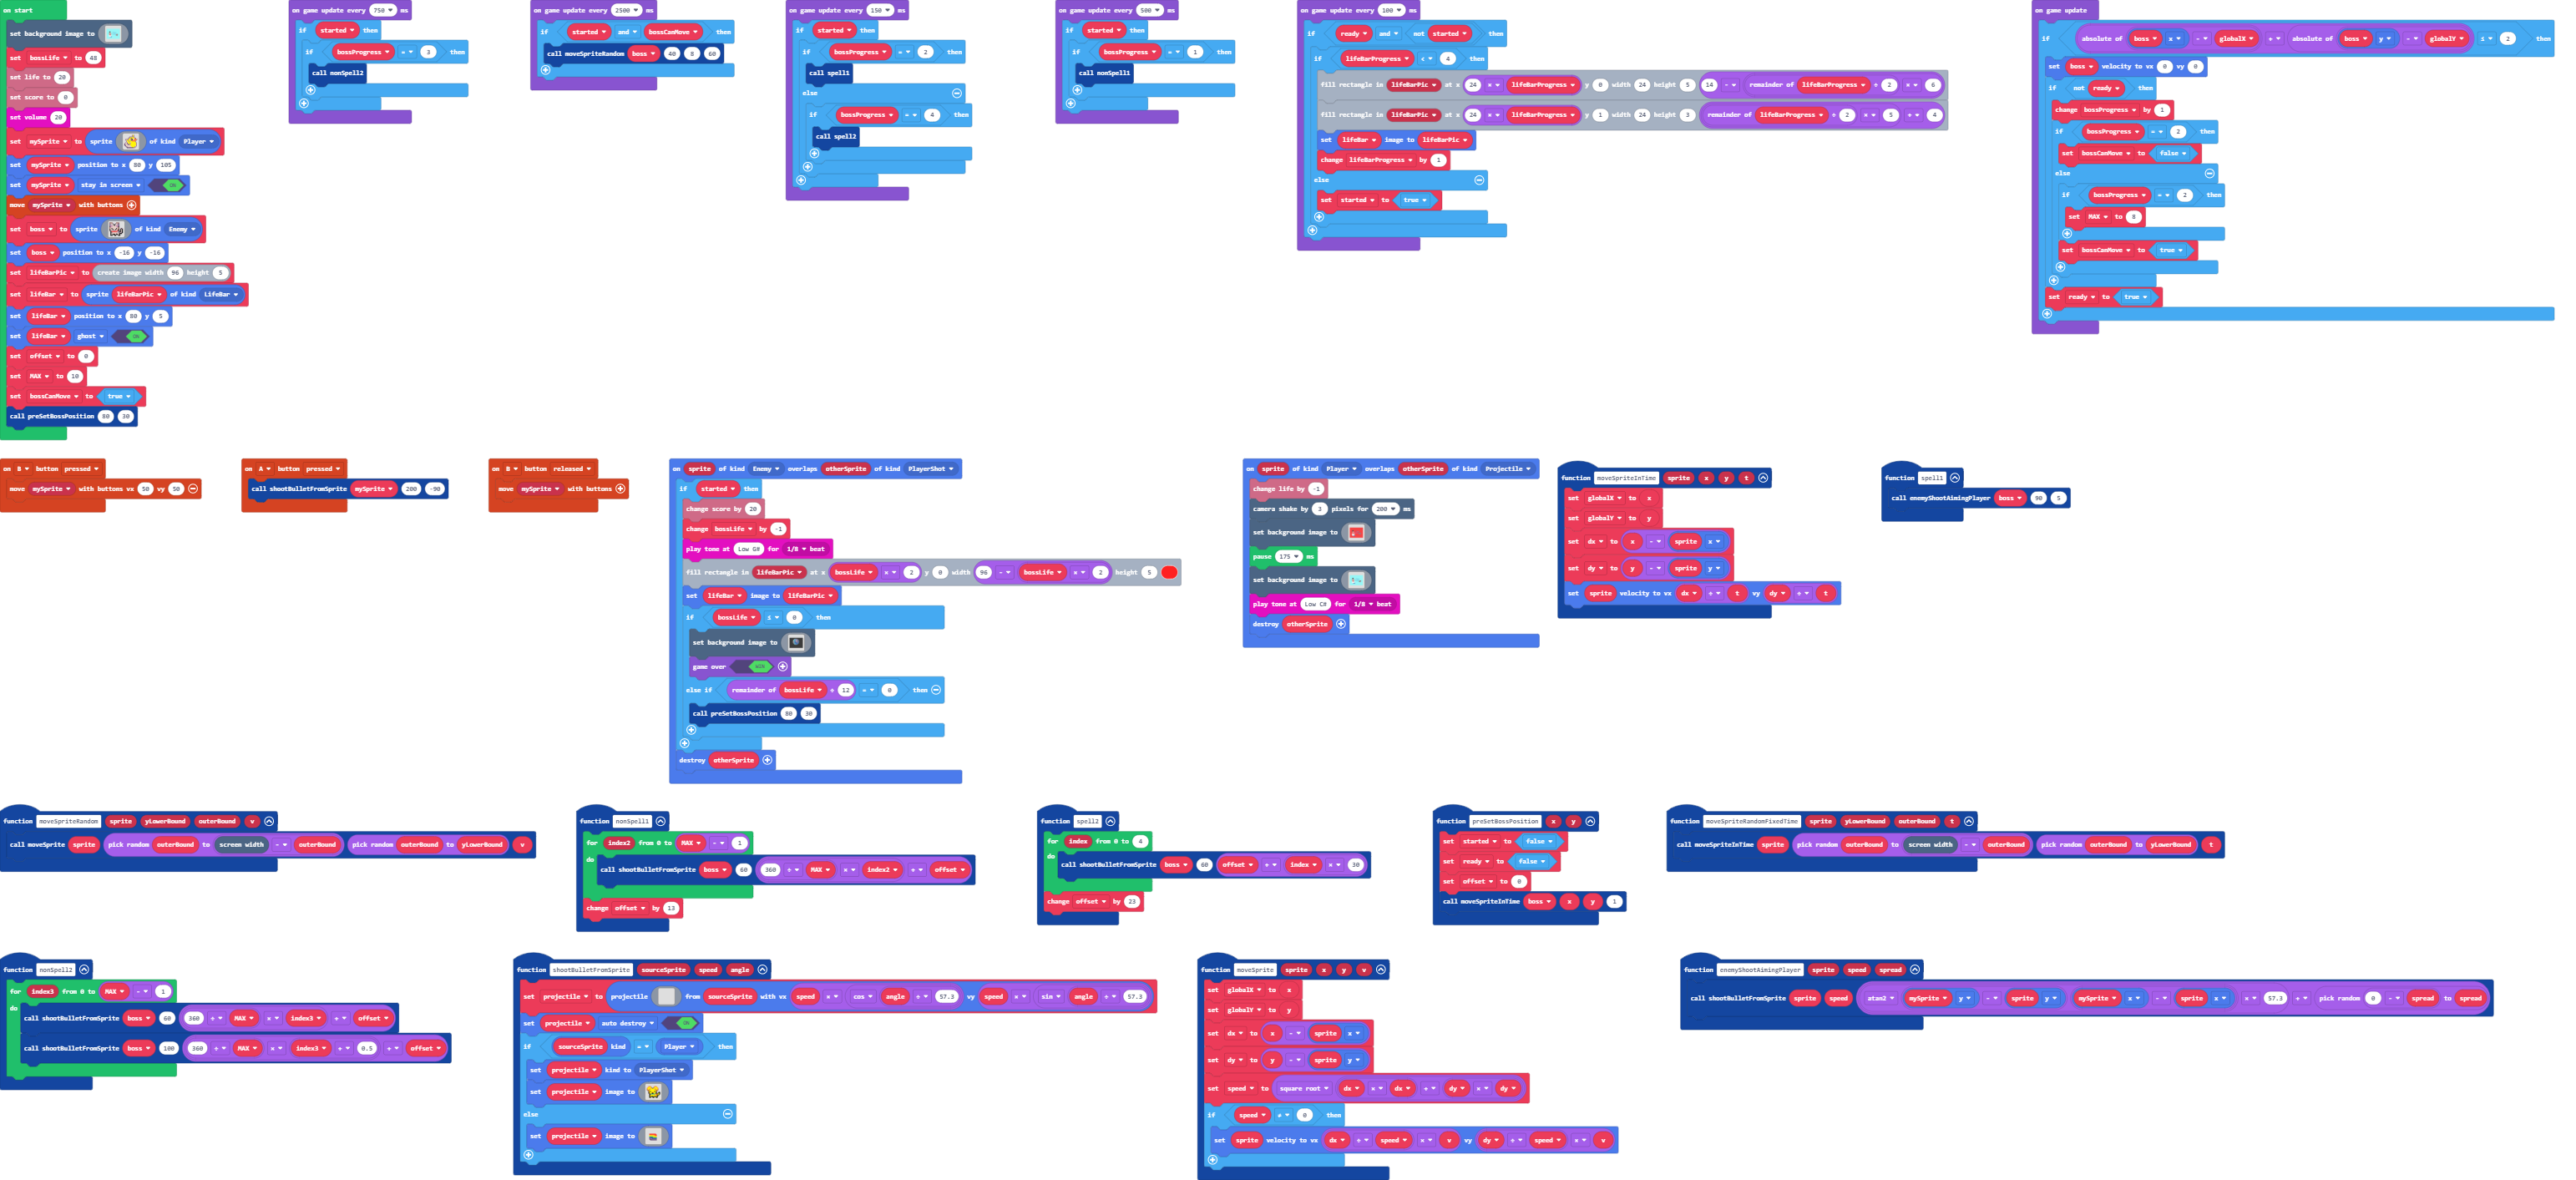 on start
set background image to
set bossLife to 48
set life to 20
set score to 0
set volume 20
set mySprite to sprite of kind Player
set mySprite position to x 80 y 105
set mySprite stay in screen ON
move mySprite with buttons
set boss to sprite of kind Enemy
set boss position to x -16 y -16
set lifeBarPic to create image width 96 height 5
set lifeBar to sprite lifeBarPic of kind LifeBar
set lifeBar position to x 80 y 5
set lifeBar ghost ON
set offset to 0
set MAX to 10
set bossCanMove to true
call preSetBossPosition 80 30
on game update every 750 ms
if started then
if bossProgress = 3 then
call nonSpell2
on game update every 2500 ms
if started and bossCanMove then
call moveSpriteRandom boss 40 8 60
on game update every 150 ms
if started then
if bossProgress = 2 then
call spell1
else
if bossProgress = 4 then
call spell2
on game update every 500 ms
if started then
if bossProgress = 1 then
call nonSpell1
on game update every 100 ms
if ready and not started then
if lifeBarProgress < 4 then
fill rectangle in lifeBarPic at x 24 × lifeBarProgress y 0 width 24 height 5 14 - remainder of lifeBarProgress ÷ 2 × 6
fill rectangle in lifeBarPic at x 24 × lifeBarProgress y 1 width 24 height 3 remainder of lifeBarProgress ÷ 2 × 5 + 4
set lifeBar image to lifeBarPic
change lifeBarProgress by 1
else
set started to true
on game update
if absolute of boss x - globalX + absolute of boss y - globalY ≤ 2 then
set boss velocity to vx 0 vy 0
if not ready then
change bossProgress by 1
if bossProgress = 2 then
set bossCanMove to false
else
if bossProgress = 2 then
set MAX to 8
set bossCanMove to true
set ready to true
on B button pressed
move mySprite with buttons vx 50 vy 50
on A button pressed
call shootBulletFromSprite mySprite 200 -90
on B button released
move mySprite with buttons
on sprite of kind Enemy overlaps otherSprite of kind PlayerShot
if started then
change score by 20
change bossLife by -1
play tone at Low G# for 1/8 beat
fill rectangle in lifeBarPic at x bossLife × 2 y 0 width 96 - bossLife × 2 height 5
set lifeBar image to lifeBarPic
if bossLife ≤ 0 then
set background image to
game over WIN
else if remainder of bossLife ÷ 12 = 0 then
call preSetBossPosition 80 30
destroy otherSprite
on sprite of kind Player overlaps otherSprite of kind Projectile
change life by -1
camera shake by 3 pixels for 200 ms
set background image to
pause 175 ms
set background image to
play tone at Low C# for 1/8 beat
destroy otherSprite
function moveSpriteInTime sprite x y t
set globalX to x
set globalY to y
set dx to x - sprite x
set dy to y - sprite y
set sprite velocity to vx dx ÷ t vy dy ÷ t
function spell1
call enemyShootAimingPlayer boss 90 5
function moveSpriteRandom sprite yLowerBound outerBound v
call moveSprite sprite pick random outerBound to screen width - outerBound pick random outerBound to yLowerBound v
function nonSpell1
for index2 from 0 to MAX - 1
do
call shootBulletFromSprite boss 60 360 ÷ MAX × index2 + offset
change offset by 13
function spell2
for index from 0 to 4
do
call shootBulletFromSprite boss 60 offset + index × 30
change offset by 23
function preSetBossPosition x y
set started to false
set ready to false
set offset to 0
call moveSpriteInTime boss x y 1
function moveSpriteRandomFixedTime sprite yLowerBound outerBound t
call moveSpriteInTime sprite pick random outerBound to screen width - outerBound pick random outerBound to yLowerBound t
function nonSpell2
for index3 from 0 to MAX - 1
do
call shootBulletFromSprite boss 60 360 ÷ MAX × index3 + offset
call shootBulletFromSprite boss 100 360 ÷ MAX × index3 + 0.5 + offset
function shootBulletFromSprite sourceSprite speed angle
set projectile to projectile from sourceSprite with vx speed × cos angle ÷ 57.3 vy speed × sin angle ÷ 57.3
set projectile auto destroy ON
if sourceSprite kind = Player then
set projectile kind to PlayerShot
set projectile image to
else
set projectile image to
function moveSprite sprite x y v
set globalX to x
set globalY to y
set dx to x - sprite x
set dy to y - sprite y
set speed to square root dx × dx + dy × dy
if speed ≠ 0 then
set sprite velocity to vx dx ÷ speed × v vy dy ÷ speed × v
function enemyShootAimingPlayer sprite speed spread
call shootBulletFromSprite sprite speed atan2 mySprite y - sprite y mySprite x - sprite x × 57.3 + pick random 0 - spread to spread